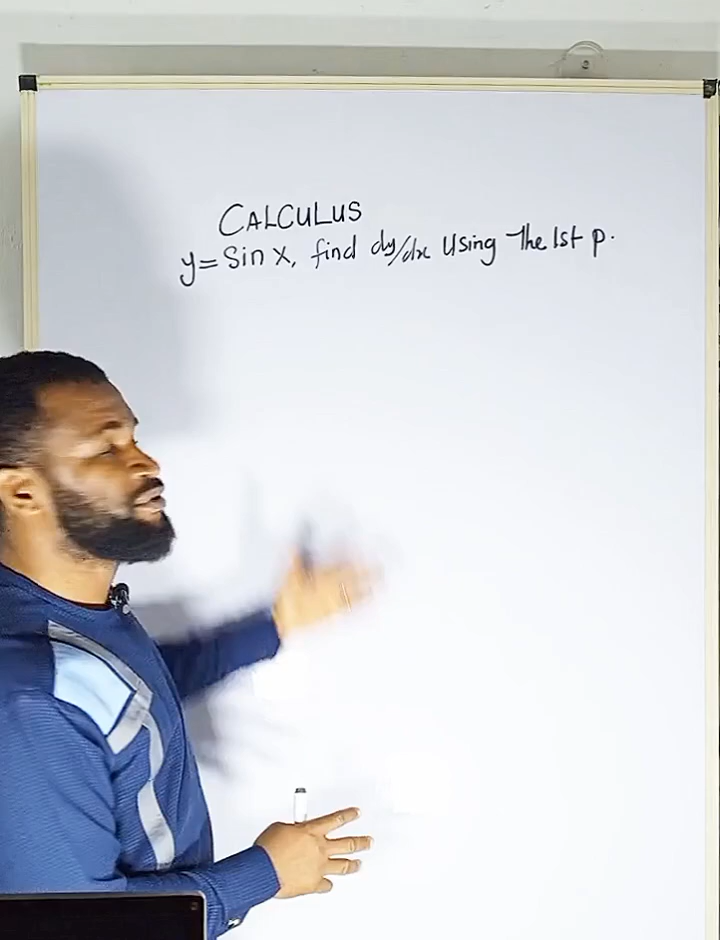 CALCULUS
y = Sin x, find dy/dx Using The 1st p.